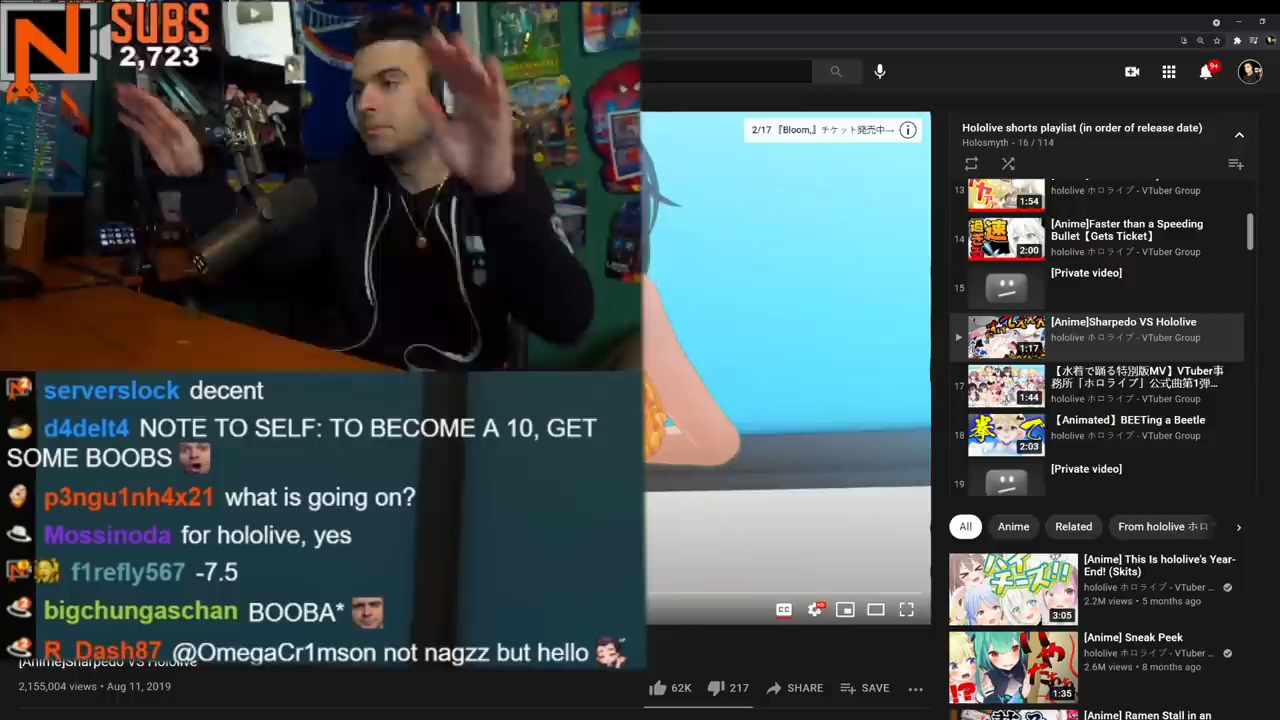 N SUBS
2,723
2/17 『Bloom,』チケット発売中→
Hololive shorts playlist (in order of release date)
Holosmyth - 16 / 114
13
1:54
hololive ホロライブ - VTuber Group
14
2:00
[Anime]Faster than a Speeding
Bullet【Gets Ticket】
hololive ホロライブ - VTuber Group
15
[Private video]
1:17
[Anime]Sharpedo VS Hololive
hololive ホロライブ - VTuber Group
17
1:44
【水着で踊る特別版MV】VTuber事
務所「ホロライブ」公式曲第1弾...
hololive ホロライブ - VTuber Group
18
2:03
【Animated】BEETing a Beetle
hololive ホロライブ - VTuber Group
19
[Private video]
All Anime Related From hololive ホロ
3:05
[Anime] This Is hololive's Year-
End! (Skits)
hololive ホロライブ - VTuber ...
2.2M views • 5 months ago
1:35
[Anime] Sneak Peek
hololive ホロライブ - VTuber ...
2.6M views • 8 months ago
[Anime] Ramen Stall in an
serverslock decent
d4delt4 NOTE TO SELF: TO BECOME A 10, GET
SOME BOOBS
p3ngu1nh4x21 what is going on?
Mossinoda for hololive, yes
f1refly567 -7.5
bigchungaschan BOOBA*
R_Dash87 @OmegaCr1mson not nagzz but hello
[Anime]Sharpedo VS Hololive
2,155,004 views • Aug 11, 2019
62K 217 SHARE SAVE
CC HD
9+